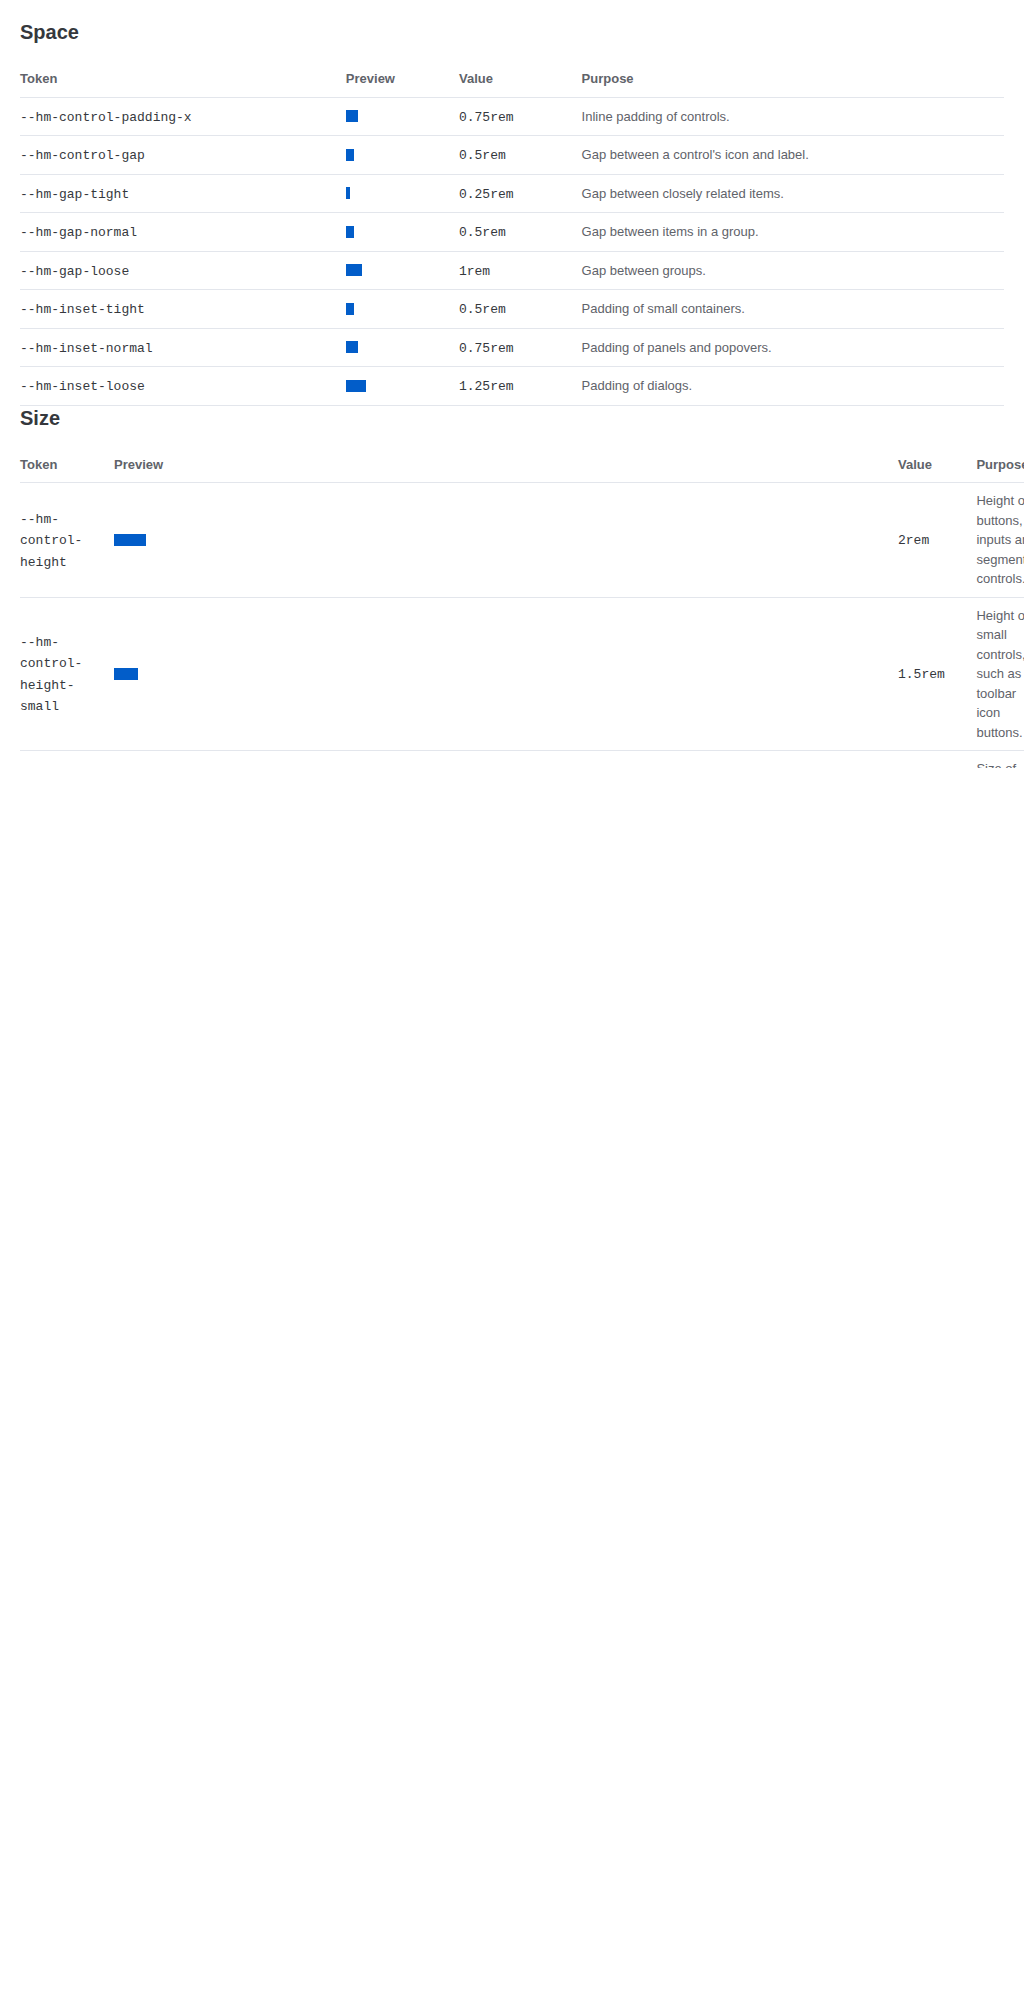 Space
Token Preview Value Purpose
--hm-control-padding-x 0.75rem Inline padding of controls.
--hm-control-gap 0.5rem Gap between a control's icon and label.
--hm-gap-tight 0.25rem Gap between closely related items.
--hm-gap-normal 0.5rem Gap between items in a group.
--hm-gap-loose 1rem Gap between groups.
--hm-inset-tight 0.5rem Padding of small containers.
--hm-inset-normal 0.75rem Padding of panels and popovers.
--hm-inset-loose 1.25rem Padding of dialogs.
Size
Token Preview Value Purpose
--hm-
control-
height
2rem
Height o
buttons,
inputs a
segment
controls.
--hm-
control-
height-
small
1.5rem
Height o
small
controls,
such as
toolbar
icon
buttons.